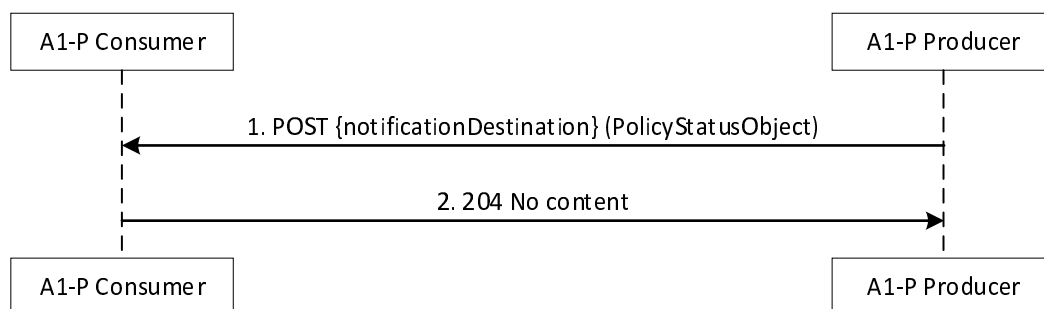 A1-P Consumer
A1-P Producer
1. POST {notificationDestination} (PolicyStatusObject)
2. 204 No content
A1-P Consumer
A1-P Producer